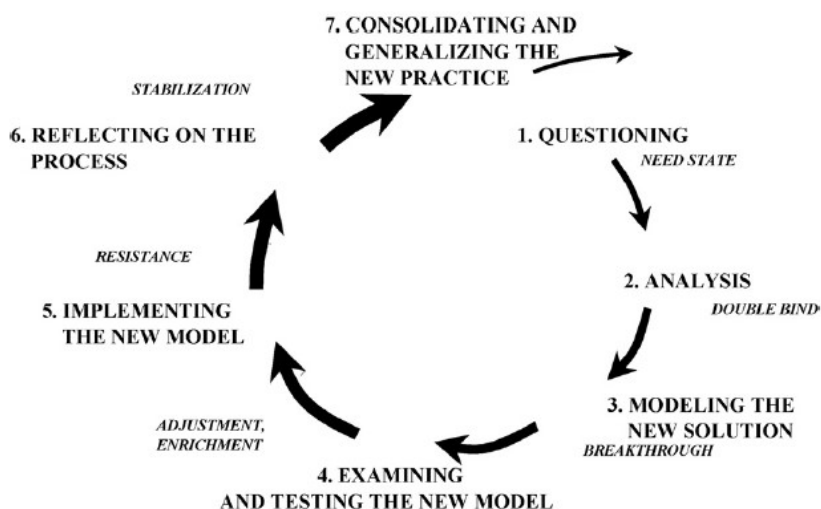 7. CONSOLIDATING AND
GENERALIZING THE
NEW PRACTICE
1. QUESTIONING
NEED STATE
2. ANALYSIS
DOUBLE BIND
3. MODELING THE
NEW SOLUTION
BREAKTHROUGH
4. EXAMINING
AND TESTING THE NEW MODEL
ADJUSTMENT,
ENRICHMENT
5. IMPLEMENTING
THE NEW MODEL
RESISTANCE
6. REFLECTING ON THE
PROCESS
STABILIZATION